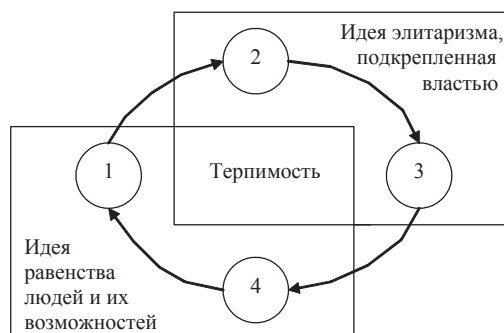 Идея элитаризма,
подкрепленная
властью
2
1
Терпимость
3
Идея
равенства
людей и их
возможностей
4